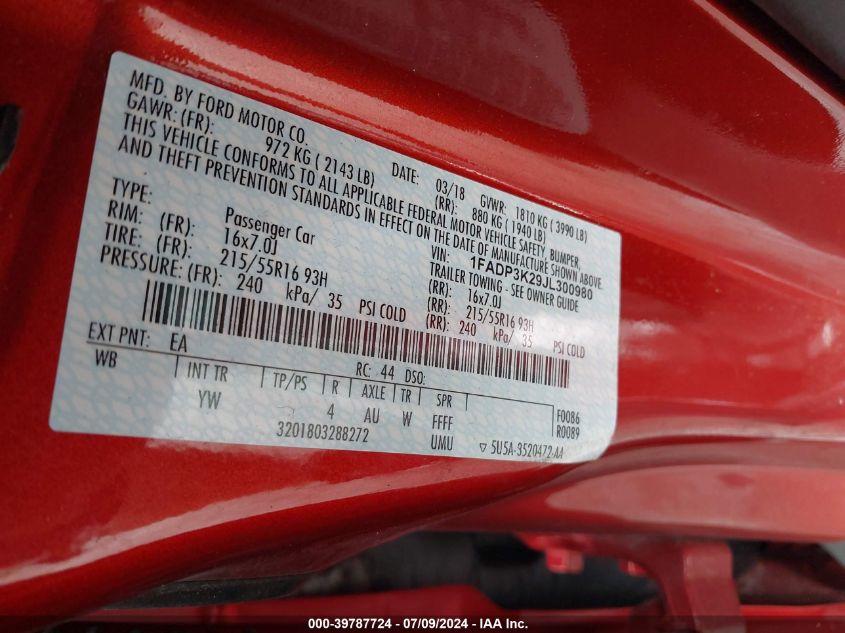 MFD. BY FORD MOTOR CO. DATE: 03/18 GVWR: 1810 KG ( 3990 LB)
GAWR: (FR): 972 KG ( 2143 LB) (RR): 880 KG ( 1940 LB)
THIS VEHICLE CONFORMS TO ALL APPLICABLE FEDERAL MOTOR VEHICLE SAFETY, BUMPER,
AND THEFT PREVENTION STANDARDS IN EFFECT ON THE DATE OF MANUFACTURE SHOWN ABOVE.
VIN: 1FADP3K29JL300980
TYPE: Passenger Car TRAILER TOWING - SEE OWNER GUIDE
RIM: (FR): 16x7.0J (RR): 16x7.0J
TIRE: (FR): 215/55R16 93H (RR): 215/55R16 93H
PRESSURE: (FR): 240 kPa/ 35 PSI COLD (RR): 240 kPa/ 35 PSI COLD
EXT PNT: EA RC: 44 DSO:
WB INT TR TP/PS R AXLE TR SPR F0086
YW 4 AU W FFFF R0089
3201803288272 UMU ▽ 5U5A-3520472-AA
000-39787724 - 07/09/2024 - IAAI - Copart, Inc.